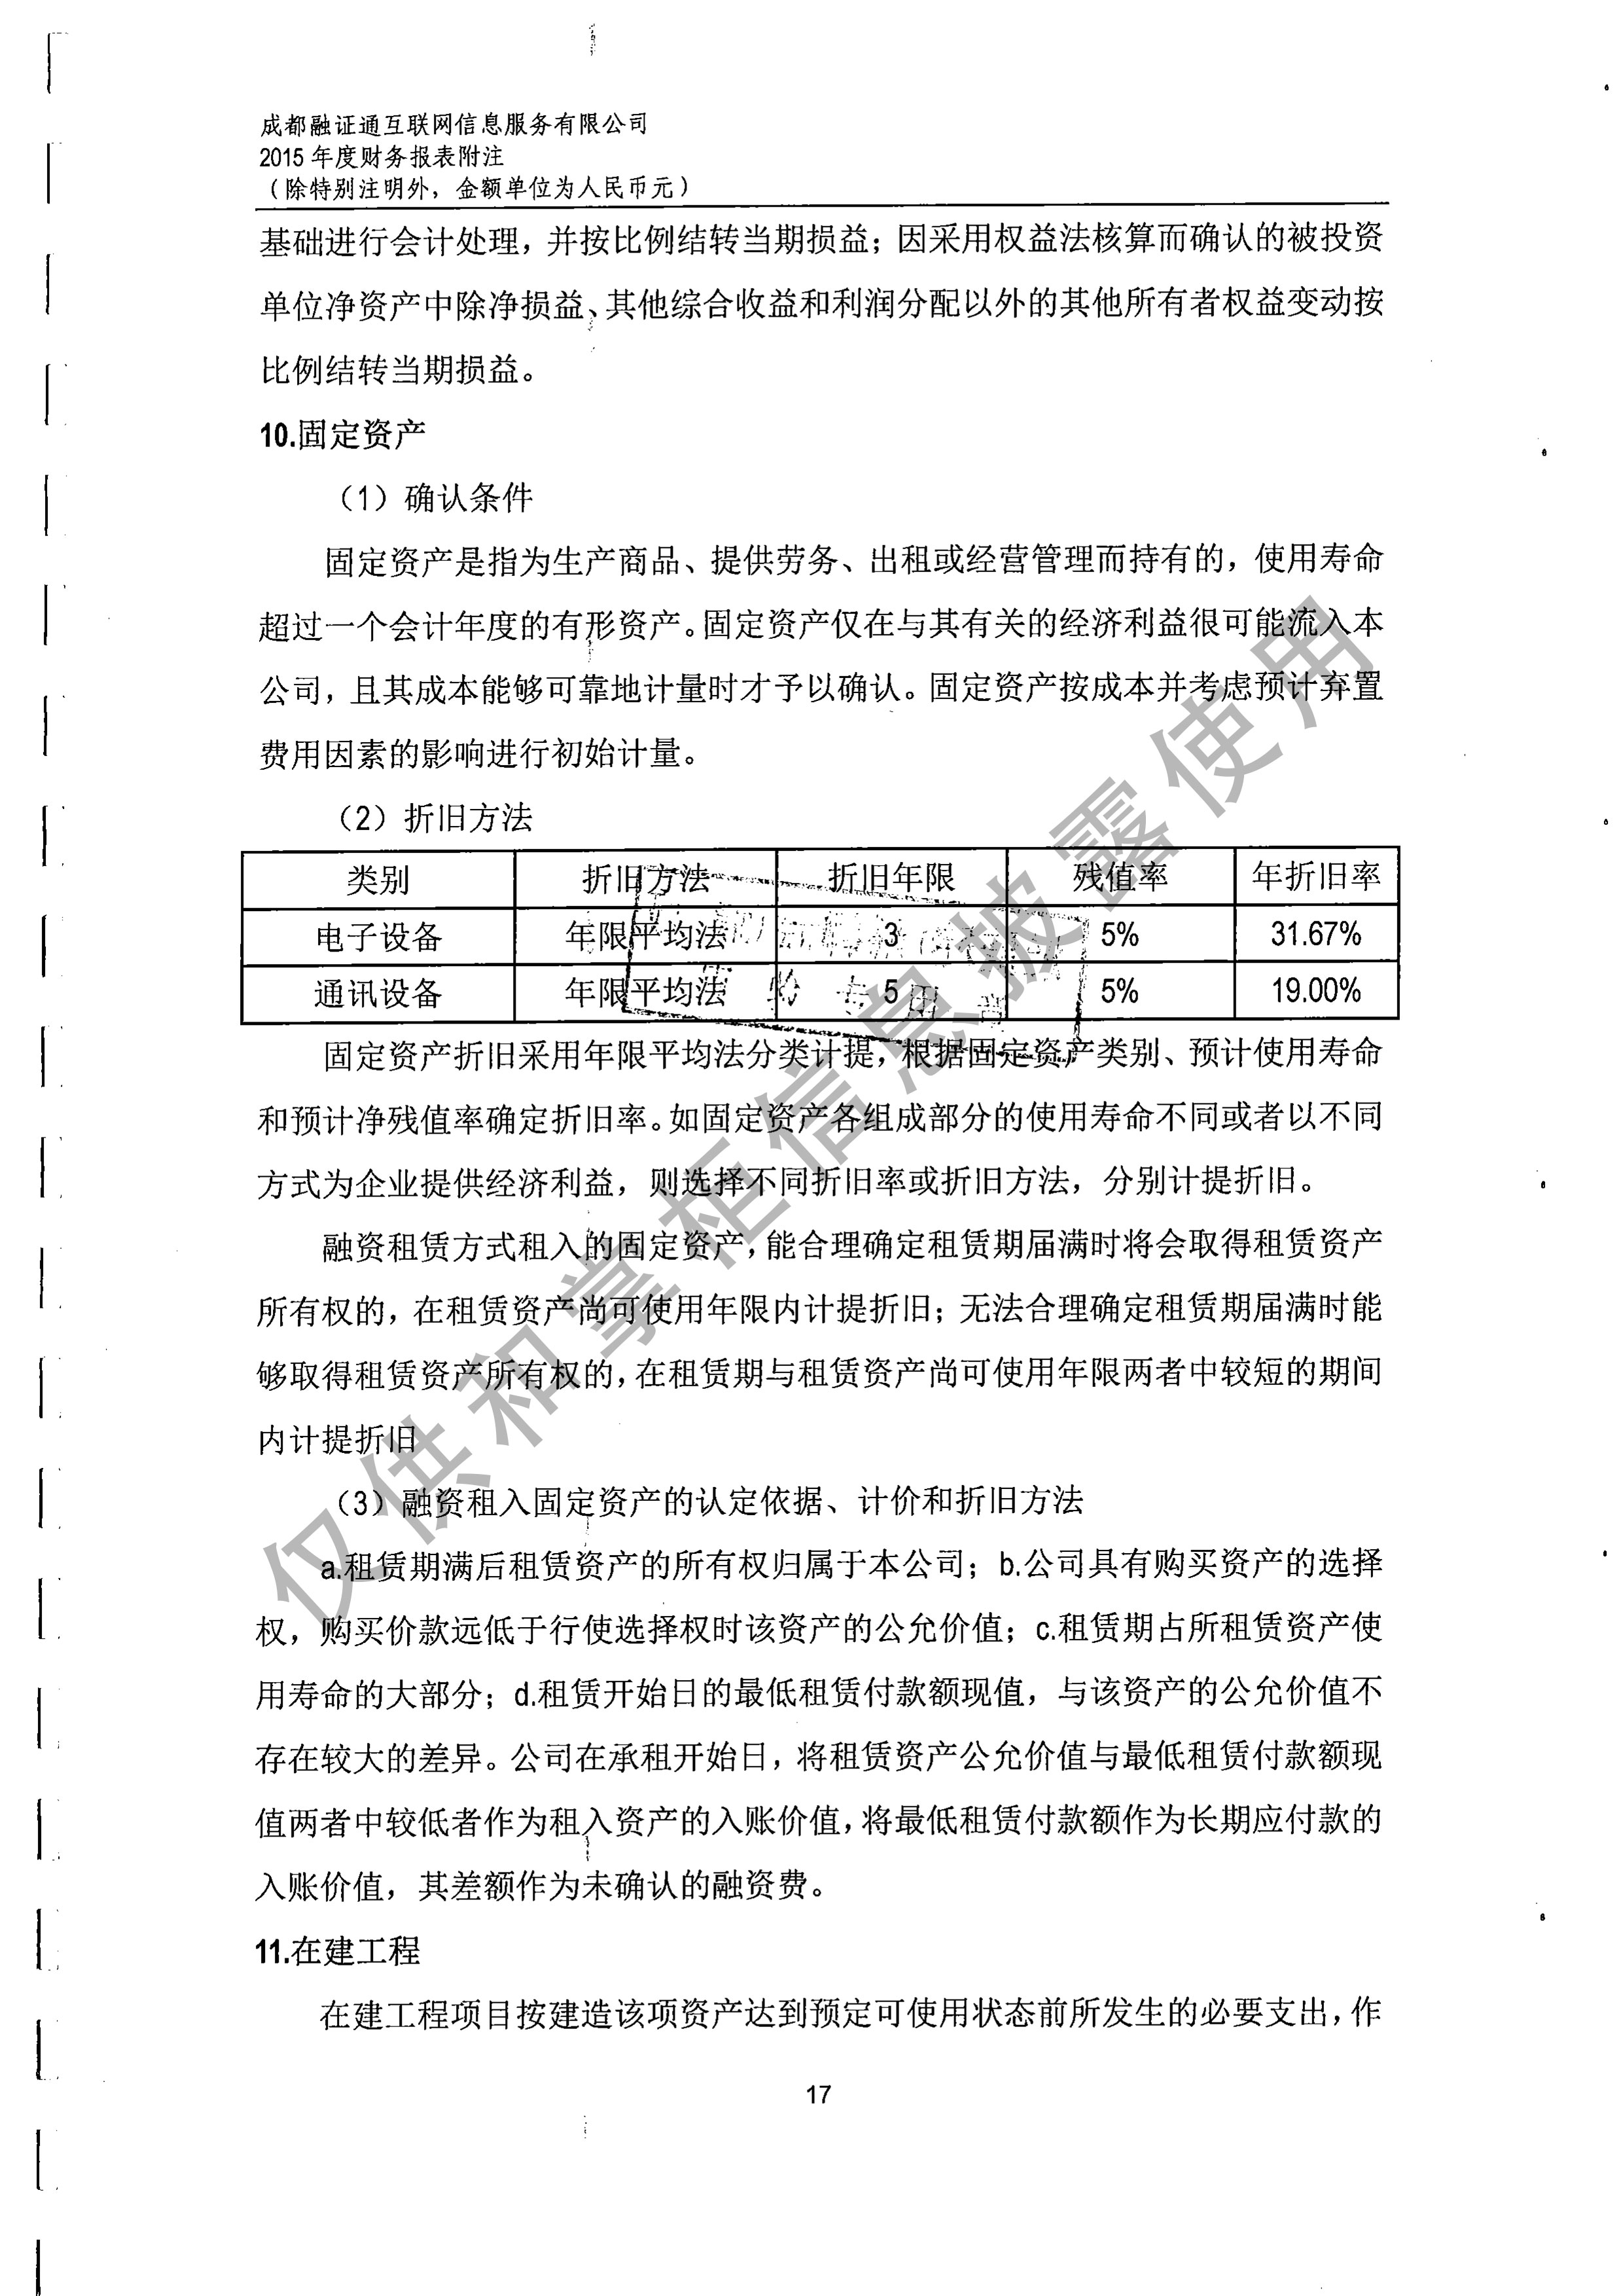 成都融证通互联网信息服务有限公司
2015 年度财务报表附注
（除特别注明外，金额单位为人民币元）
基础进行会计处理，并按比例结转当期损益；因采用权益法核算而确认的被投资
单位净资产中除净损益、其他综合收益和利润分配以外的其他所有者权益变动按
比例结转当期损益。
10.固定资产
（1）确认条件
固定资产是指为生产商品、提供劳务、出租或经营管理而持有的，使用寿命
超过一个会计年度的有形资产。固定资产仅在与其有关的经济利益很可能流入本
公司，且其成本能够可靠地计量时才予以确认。固定资产按成本并考虑预计弃置
费用因素的影响进行初始计量。
（2）折旧方法
类别 折旧方法 折旧年限 残值率 年折旧率
电子设备 年限平均法 3 5% 31.67%
通讯设备 年限平均法 5 5% 19.00%
固定资产折旧采用年限平均法分类计提，根据固定资产类别、预计使用寿命
和预计净残值率确定折旧率。如固定资产各组成部分的使用寿命不同或者以不同
方式为企业提供经济利益，则选择不同折旧率或折旧方法，分别计提折旧。
融资租赁方式租入的固定资产，能合理确定租赁期届满时将会取得租赁资产
所有权的，在租赁资产尚可使用年限内计提折旧；无法合理确定租赁期届满时能
够取得租赁资产所有权的，在租赁期与租赁资产尚可使用年限两者中较短的期间
内计提折旧
（3）融资租入固定资产的认定依据、计价和折旧方法
a.租赁期满后租赁资产的所有权归属于本公司；b.公司具有购买资产的选择
权，购买价款远低于行使选择权时该资产的公允价值；c.租赁期占所租赁资产使
用寿命的大部分；d.租赁开始日的最低租赁付款额现值，与该资产的公允价值不
存在较大的差异。公司在承租开始日，将租赁资产公允价值与最低租赁付款额现
值两者中较低者作为租入资产的入账价值，将最低租赁付款额作为长期应付款的
入账价值，其差额作为未确认的融资费。
11.在建工程
在建工程项目按建造该项资产达到预定可使用状态前所发生的必要支出，作
17
仅供和掌柜信息披露使用